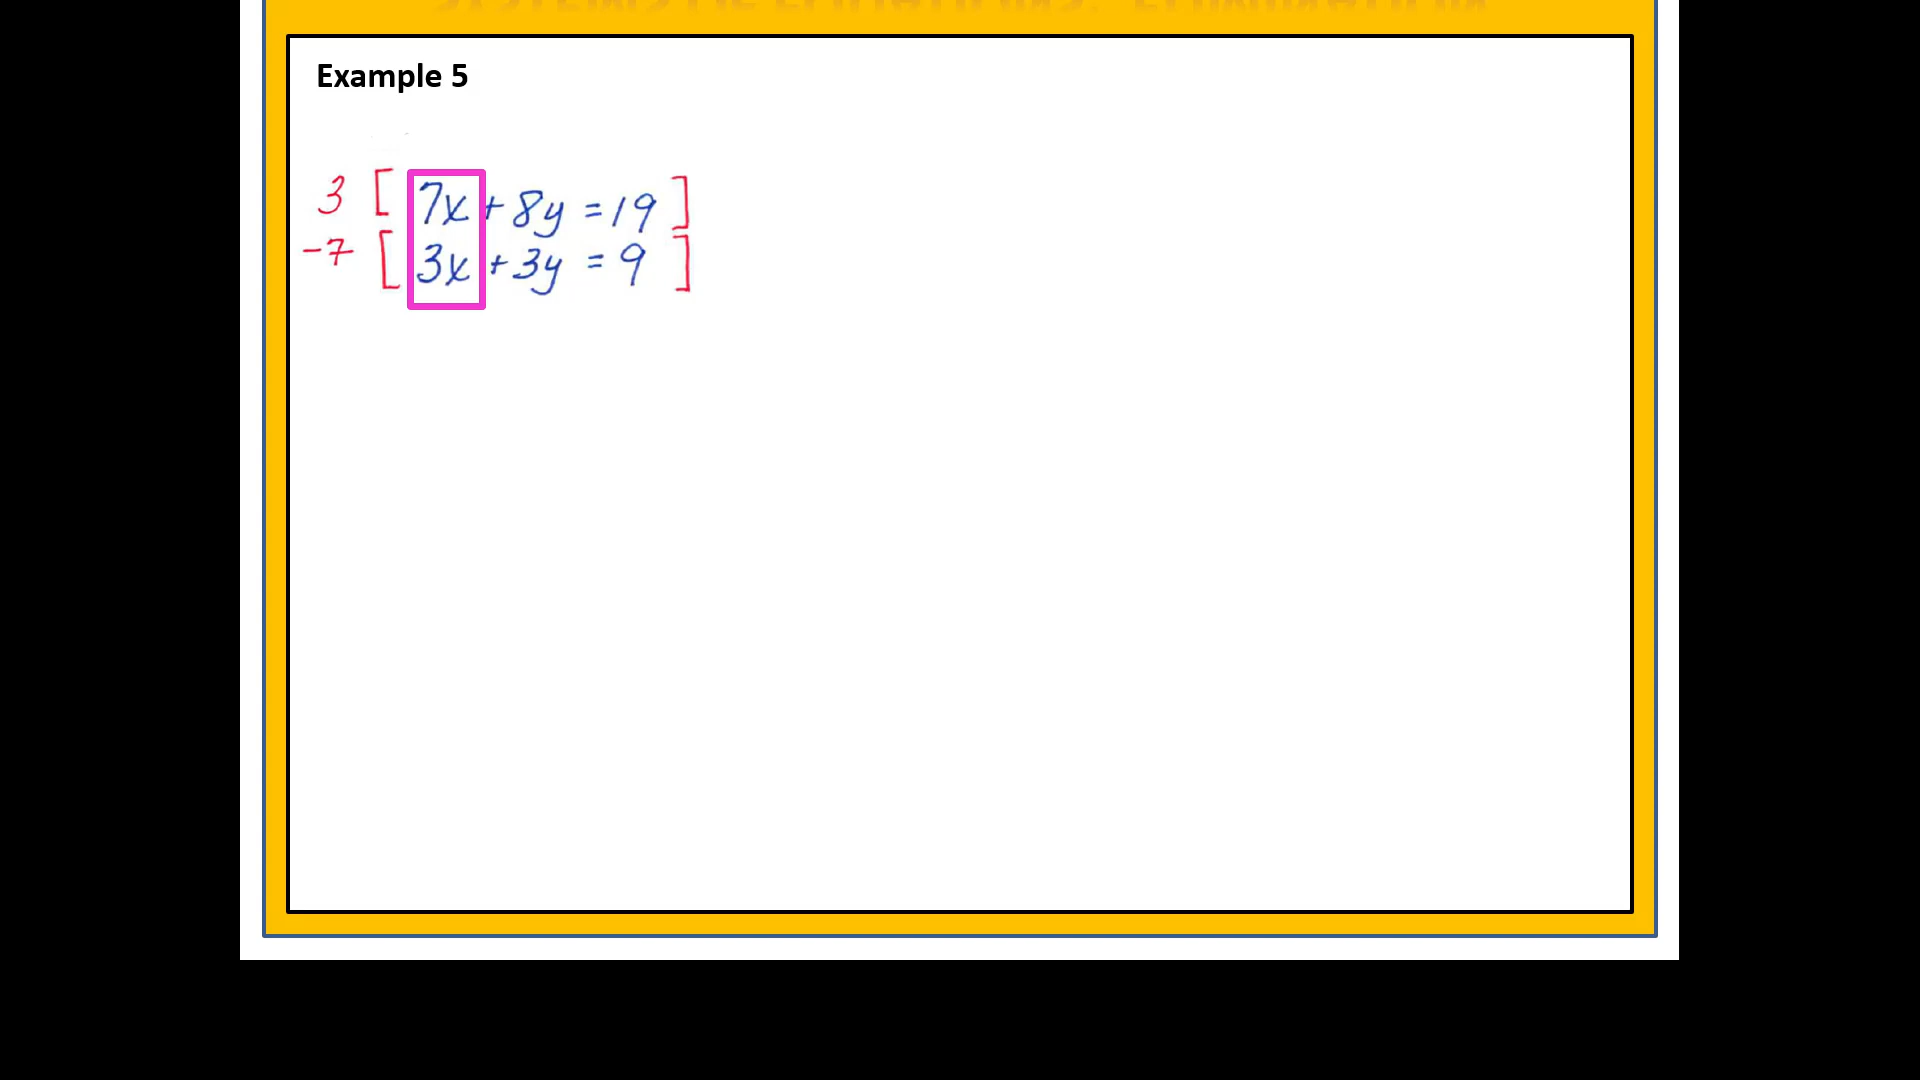 Example 5
3 [ 7x + 8y = 19 ]
-7 [ 3x + 3y = 9 ]